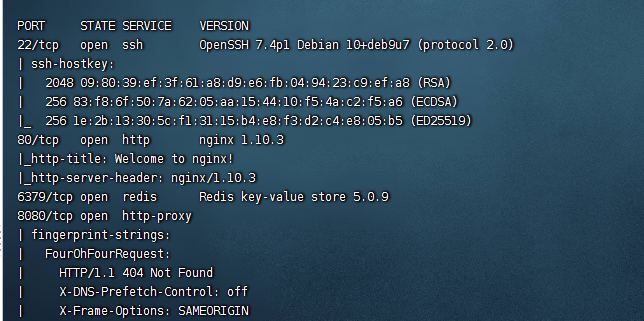 PORT     STATE SERVICE    VERSION
22/tcp   open  ssh        OpenSSH 7.4p1 Debian 10+deb9u7 (protocol 2.0)
| ssh-hostkey:
|   2048 09:80:39:ef:3f:61:a8:d9:e6:fb:04:94:23:c9:ef:a8 (RSA)
|   256 83:f8:6f:50:7a:62:05:aa:15:44:10:f5:4a:c2:f5:a6 (ECDSA)
|_  256 1e:2b:13:30:5c:f1:31:15:b4:e8:f3:d2:c4:e8:05:b5 (ED25519)
80/tcp   open  http       nginx 1.10.3
|_http-title: Welcome to nginx!
|_http-server-header: nginx/1.10.3
6379/tcp open  redis      Redis key-value store 5.0.9
8080/tcp open  http-proxy
| fingerprint-strings:
|   FourOhFourRequest:
|     HTTP/1.1 404 Not Found
|     X-DNS-Prefetch-Control: off
|     X-Frame-Options: SAMEORIGIN